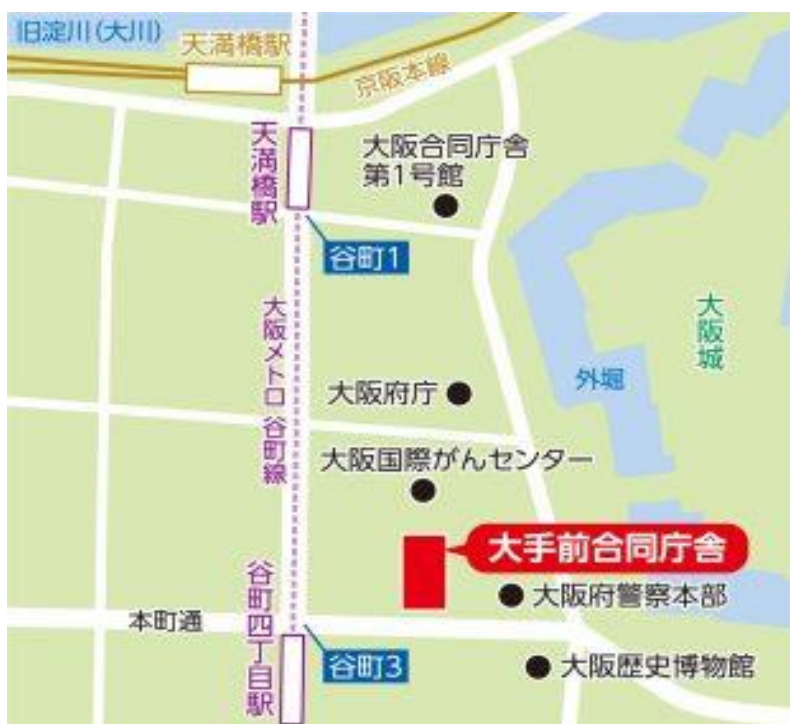 旧淀川(大川)
天満橋駅
京阪本線
天満橋駅
大阪合同庁舎
第1号館
谷町1
大阪メトロ 谷町線
大阪城
外堀
大阪府庁
大阪国際がんセンター
大手前合同庁舎
大阪府警察本部
本町通
谷町四丁目駅
谷町3
大阪歴史博物館